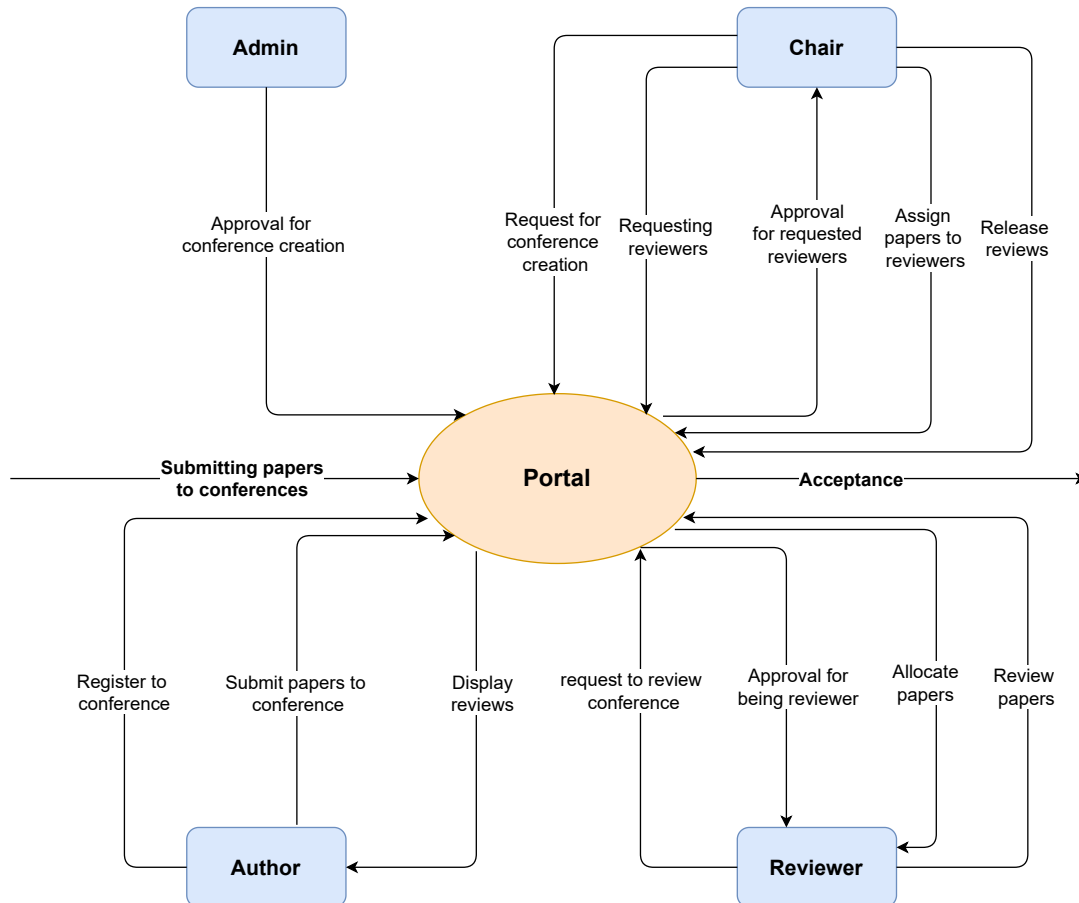 Admin
Chair
Approval for
conference creation
Request for
conference
creation
Requesting
reviewers
Approval
for requested
reviewers
Assign
papers to
reviewers
Release
reviews
Submitting papers
to conferences
Portal
Acceptance
Register to
conference
Submit papers to
conference
Display
reviews
request to review
conference
Approval for
being reviewer
Allocate
papers
Review
papers
Author
Reviewer